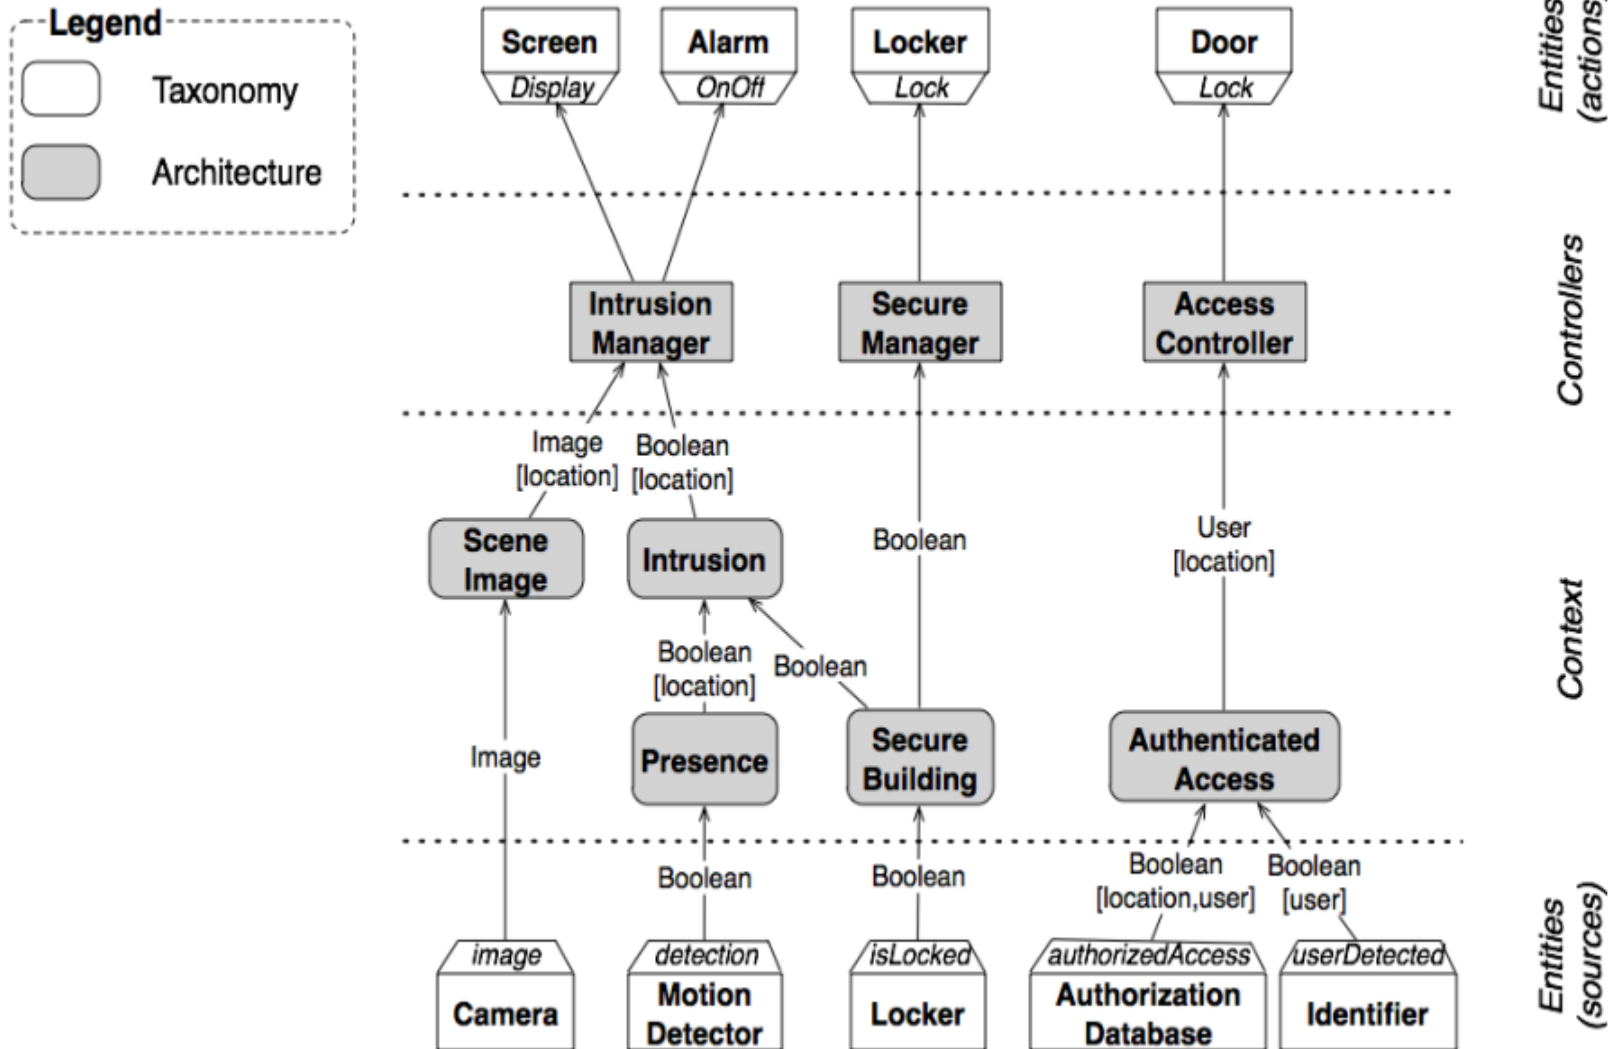 Legend
Taxonomy
Architecture
Screen
Display
Alarm
OnOff
Locker
Lock
Door
Lock
Entities
(actions)
Intrusion
Manager
Secure
Manager
Access
Controller
Controllers
Image
[location]
Boolean
[location]
Scene
Image
Intrusion
Boolean
User
[location]
Boolean
[location]
Boolean
Context
Image
Presence
Secure
Building
Authenticated
Access
Boolean
Boolean
Boolean
[location,user]
Boolean
[user]
image
Camera
detection
Motion
Detector
isLocked
Locker
authorizedAccess
Authorization
Database
userDetected
Identifier
Entities
(sources)